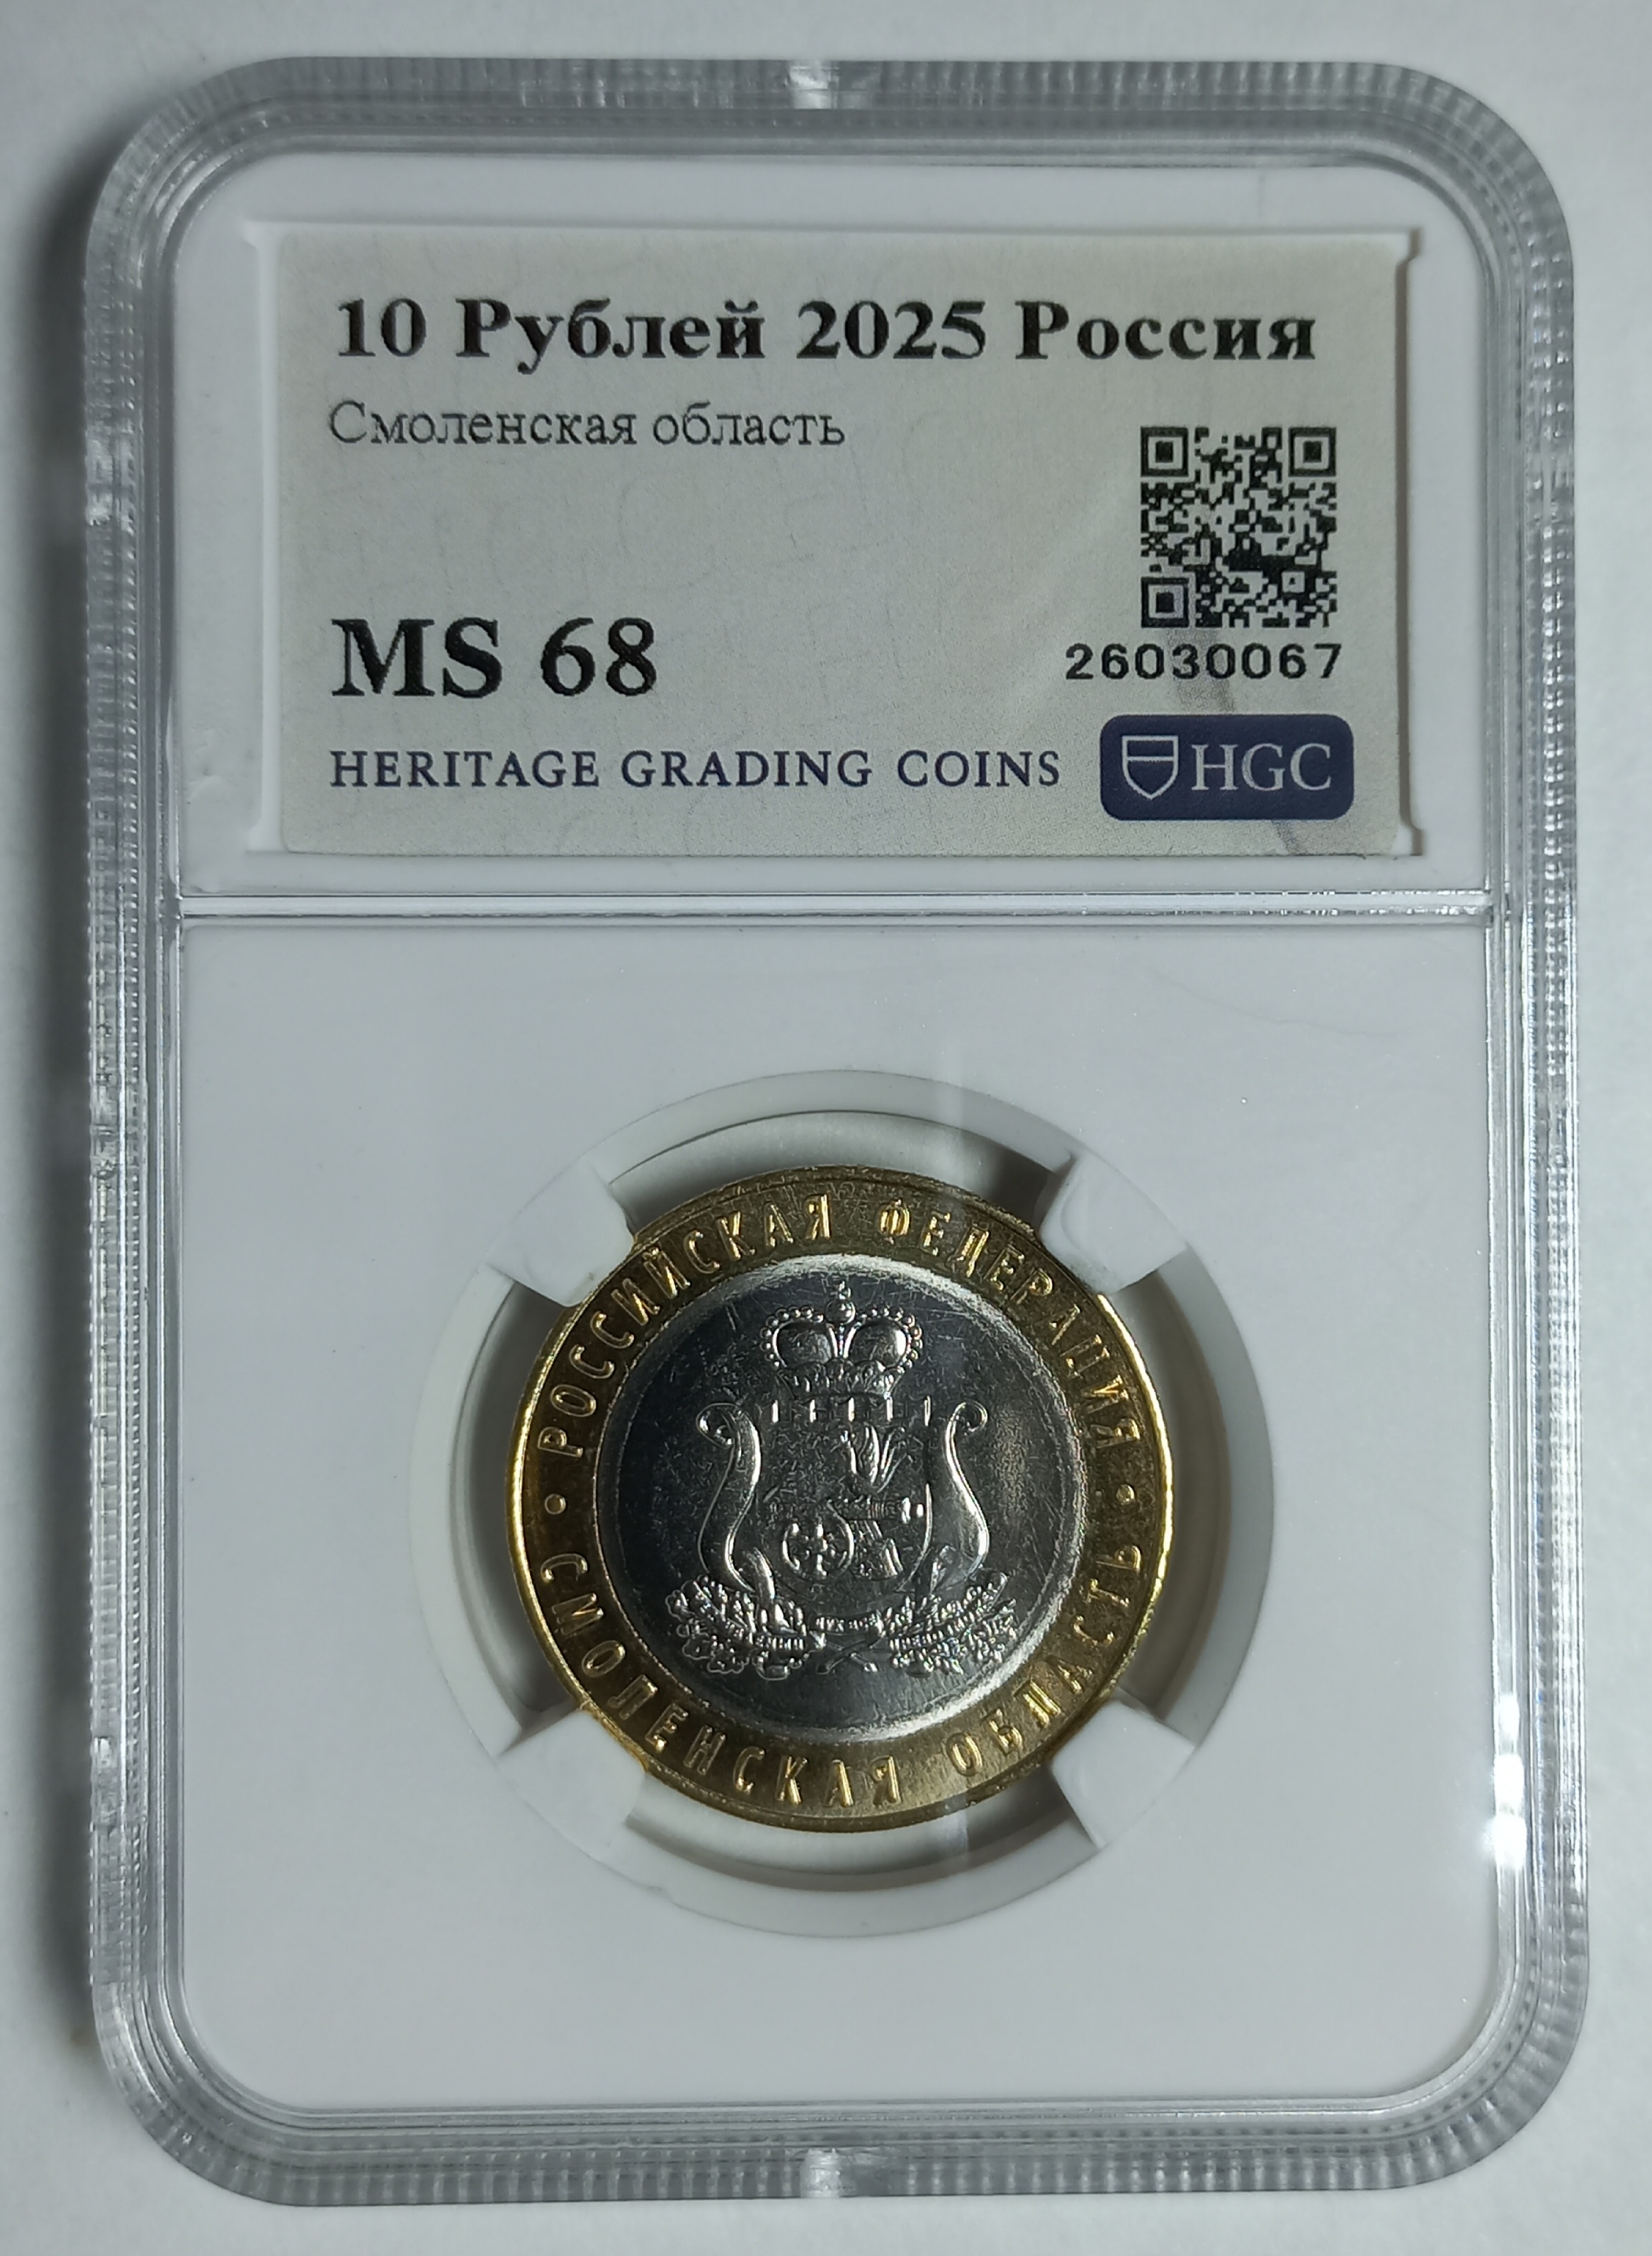 10 Рублей 2025 Россия
Смоленская область
MS 68
26030067
HERITAGE GRADING COINS
HGC
РОССИЙСКАЯ ФЕДЕРАЦИЯ
СМОЛЕНСКАЯ ОБЛАСТЬ